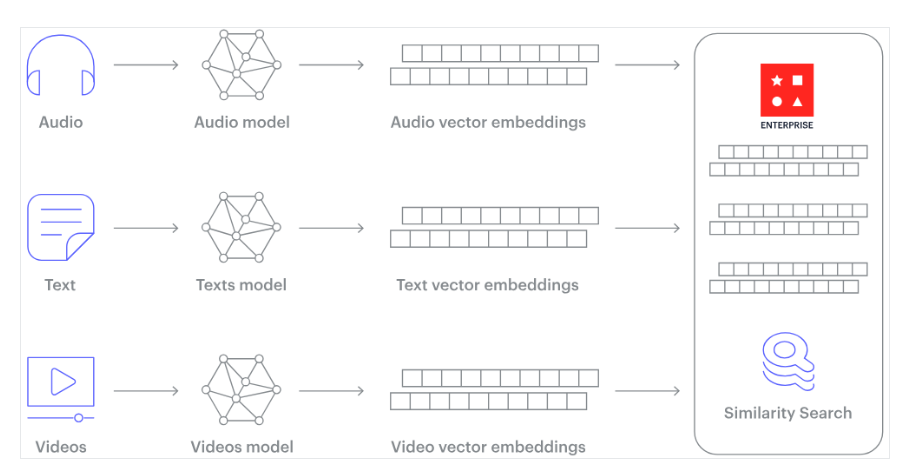 Audio
Audio model
Audio vector embeddings
ENTERPRISE
Text
Texts model
Text vector embeddings
Videos
Videos model
Video vector embeddings
Similarity Search